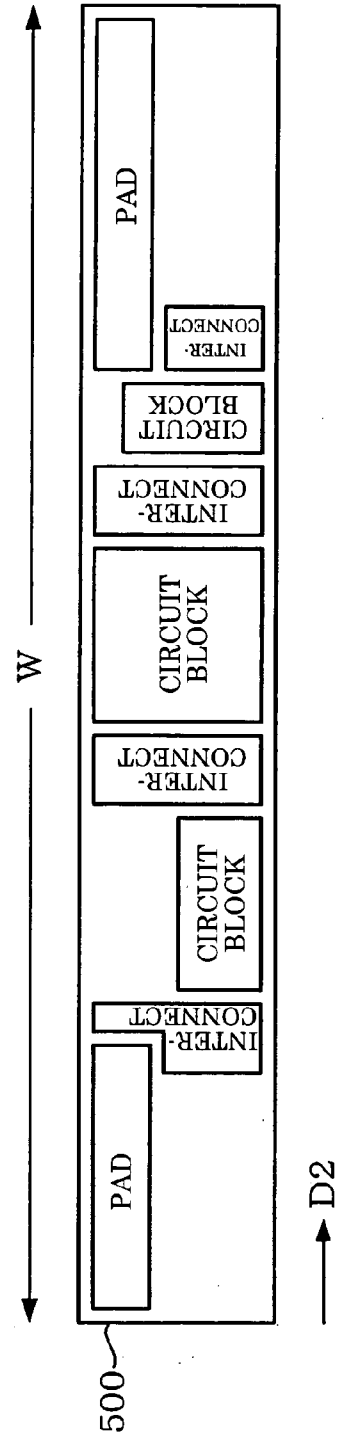 W
500
PAD
INTER-
CONNECT
CIRCUIT
BLOCK
INTER-
CONNECT
CIRCUIT
BLOCK
INTER-
CONNECT
CIRCUIT
BLOCK
INTER-
CONNECT
PAD
D2